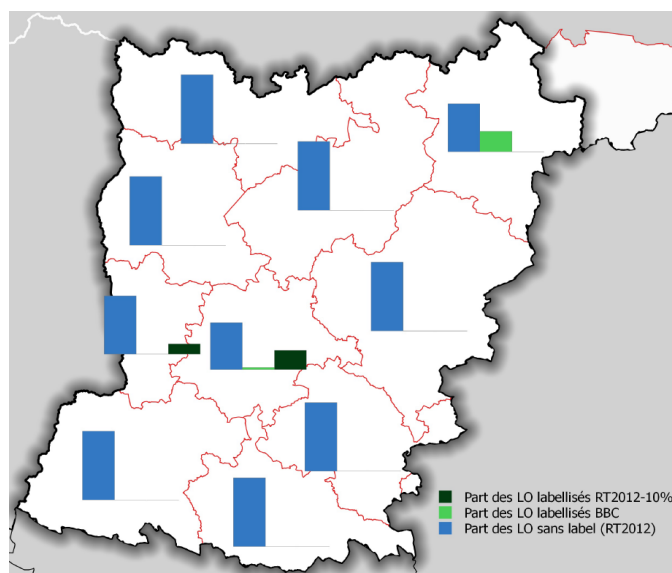 Part des LO labellisés RT2012-10%
Part des LO labellisés BBC
Part des LO sans label (RT2012)